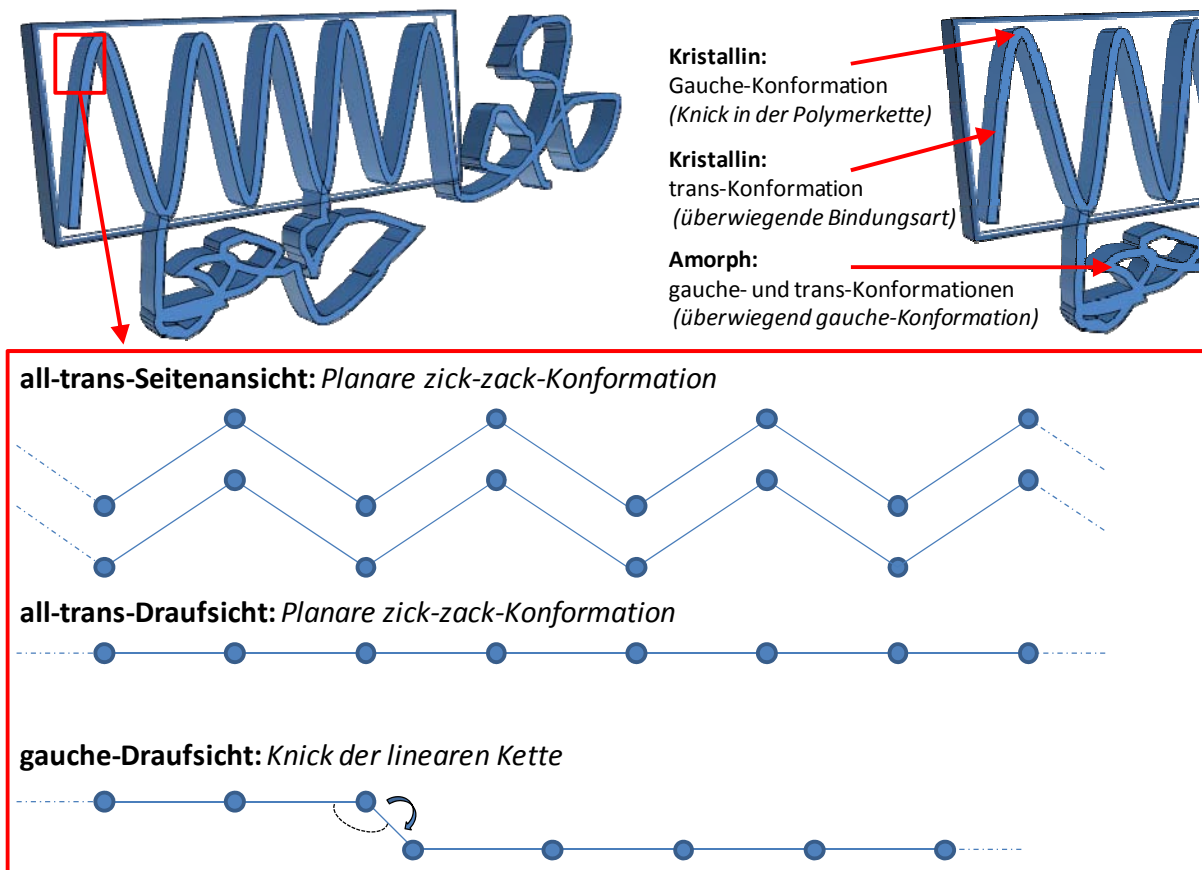 Kristallin:
Gauche-Konformation
(Knick in der Polymerkette)
Kristallin:
trans-Konformation
(überwiegende Bindungsart)
Amorph:
gauche- und trans-Konformationen
(überwiegend gauche-Konformation)
all-trans-Seitenansicht: Planare zick-zack-Konformation
all-trans-Draufsicht: Planare zick-zack-Konformation
gauche-Draufsicht: Knick der linearen Kette